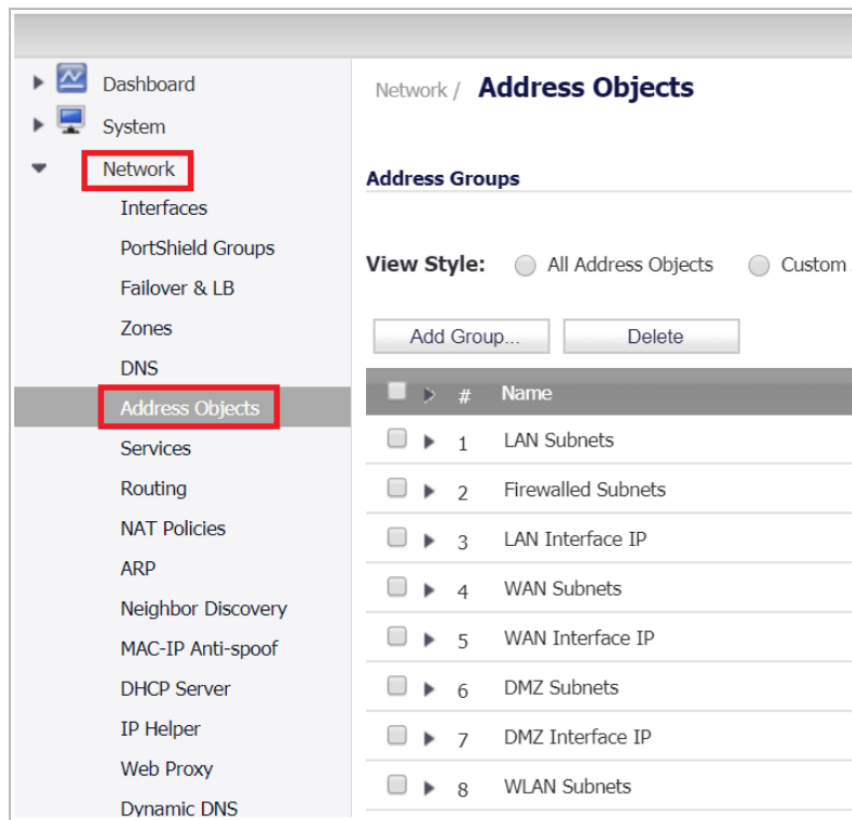 Dashboard
System
Network
Interfaces
PortShield Groups
Failover & LB
Zones
DNS
Address Objects
Services
Routing
NAT Policies
ARP
Neighbor Discovery
MAC-IP Anti-spoof
DHCP Server
IP Helper
Web Proxy
Dynamic DNS
Network / Address Objects
Address Groups
View Style: All Address Objects Custom
Add Group... Delete
# Name
1 LAN Subnets
2 Firewalled Subnets
3 LAN Interface IP
4 WAN Subnets
5 WAN Interface IP
6 DMZ Subnets
7 DMZ Interface IP
8 WLAN Subnets